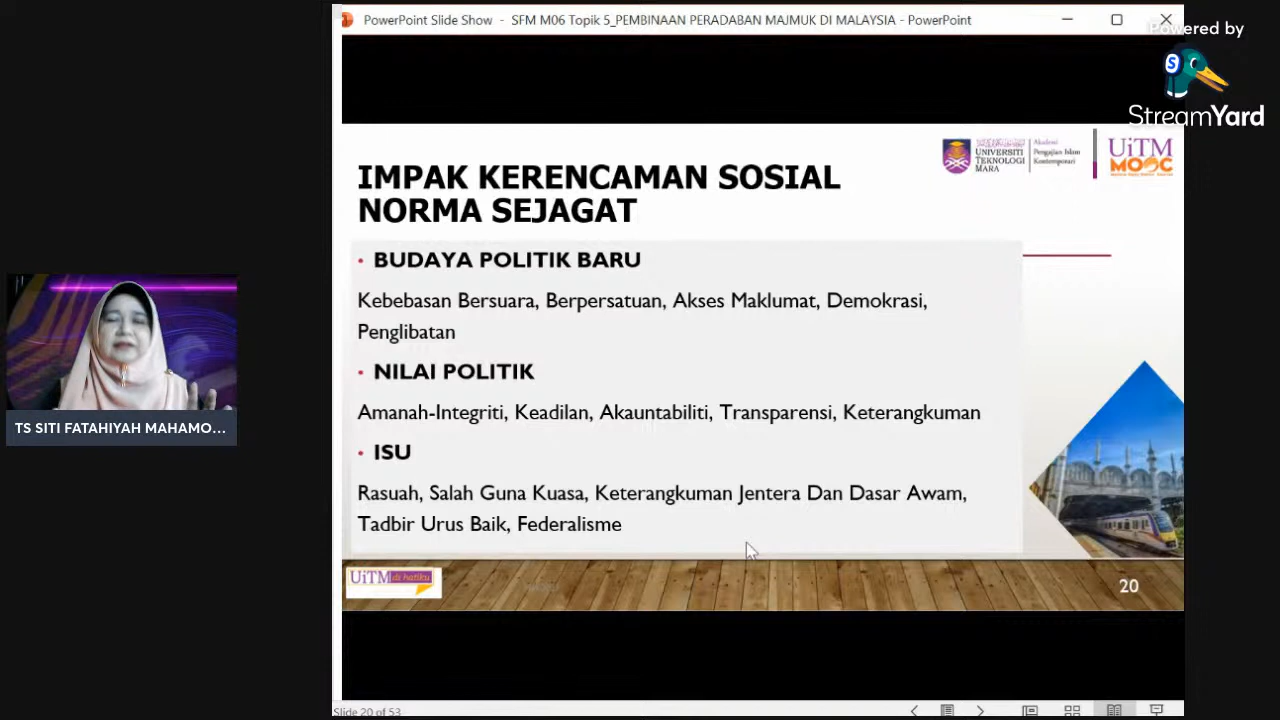 PowerPoint Slide Show - SFM M06 Topik 5_PEMBINAAN PERADABAN MAJMUK DI MALAYSIA - PowerPoint
Powered by
StreamYard
UNIVERSITI
TEKNOLOGI
MARA
Akademi
Pengajian Islam
Kontemporari
UiTM
MOOC
IMPAK KERENCAMAN SOSIAL
NORMA SEJAGAT
• BUDAYA POLITIK BARU
Kebebasan Bersuara, Berpersatuan, Akses Maklumat, Demokrasi,
Penglibatan
• NILAI POLITIK
Amanah-Integriti, Keadilan, Akauntabiliti, Transparensi, Keterangkuman
• ISU
Rasuah, Salah Guna Kuasa, Keterangkuman Jentera Dan Dasar Awam,
Tadbir Urus Baik, Federalisme
TS SITI FATAHIYAH MAHAMO...
UiTM di hatiku
20
Slide 20 of 53